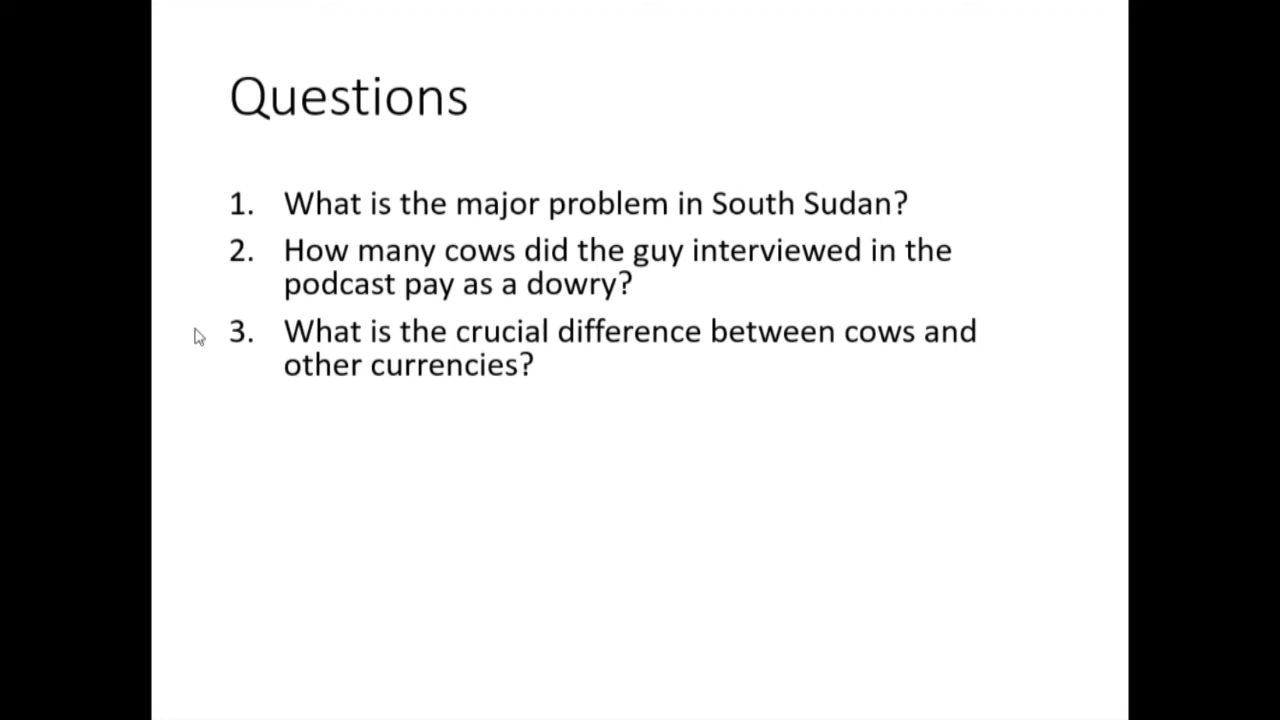 Questions
1. What is the major problem in South Sudan?
2. How many cows did the guy interviewed in the
podcast pay as a dowry?
3. What is the crucial difference between cows and
other currencies?